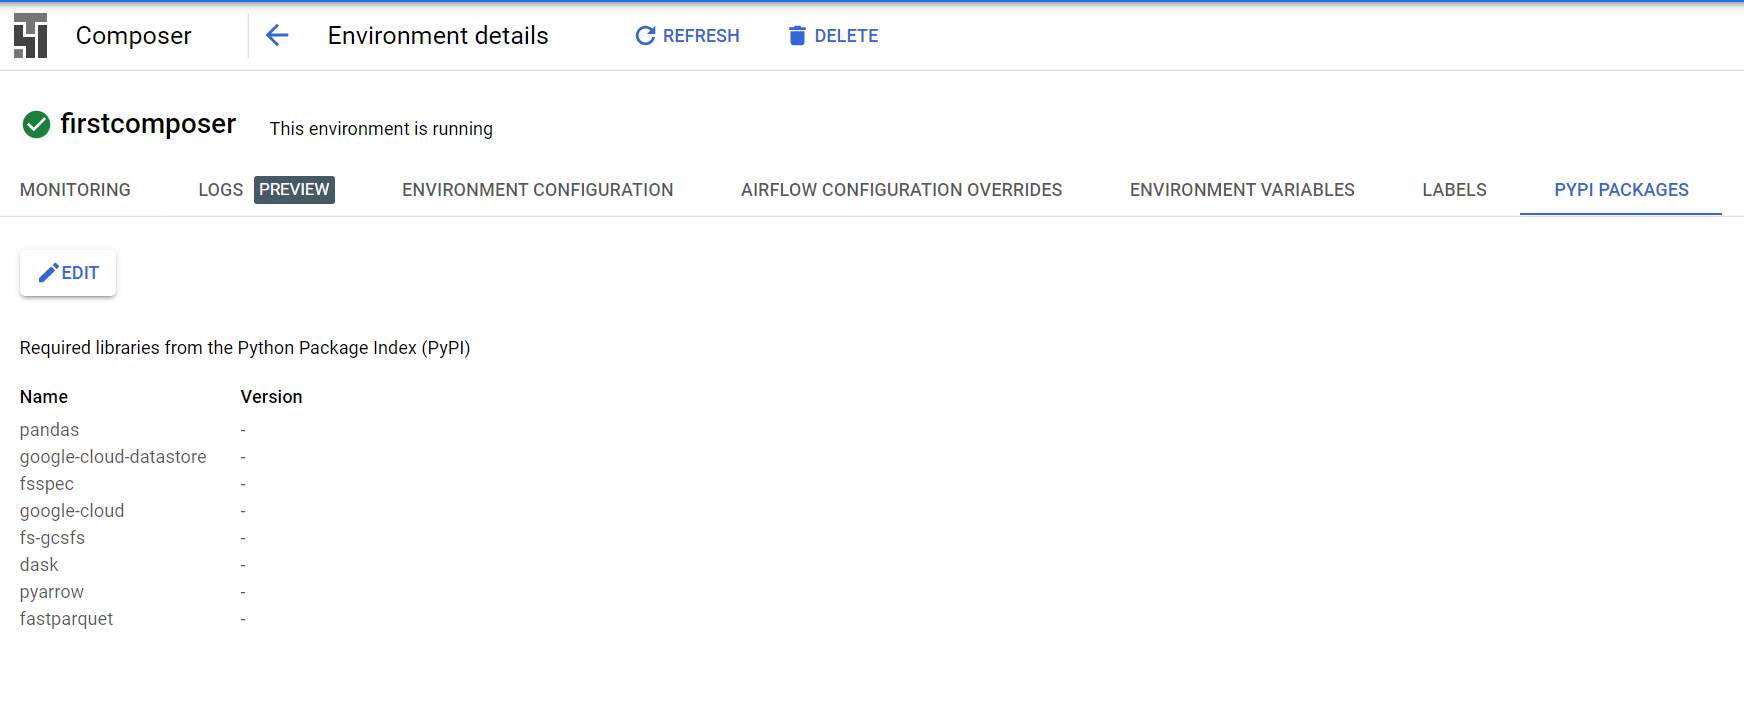 Composer Environment details REFRESH DELETE
firstcomposer This environment is running
MONITORING LOGS PREVIEW ENVIRONMENT CONFIGURATION AIRFLOW CONFIGURATION OVERRIDES ENVIRONMENT VARIABLES LABELS PYPI PACKAGES
EDIT
Required libraries from the Python Package Index (PyPI)
Name Version
pandas -
google-cloud-datastore -
fsspec -
google-cloud -
fs-gcsfs -
dask -
pyarrow -
fastparquet -